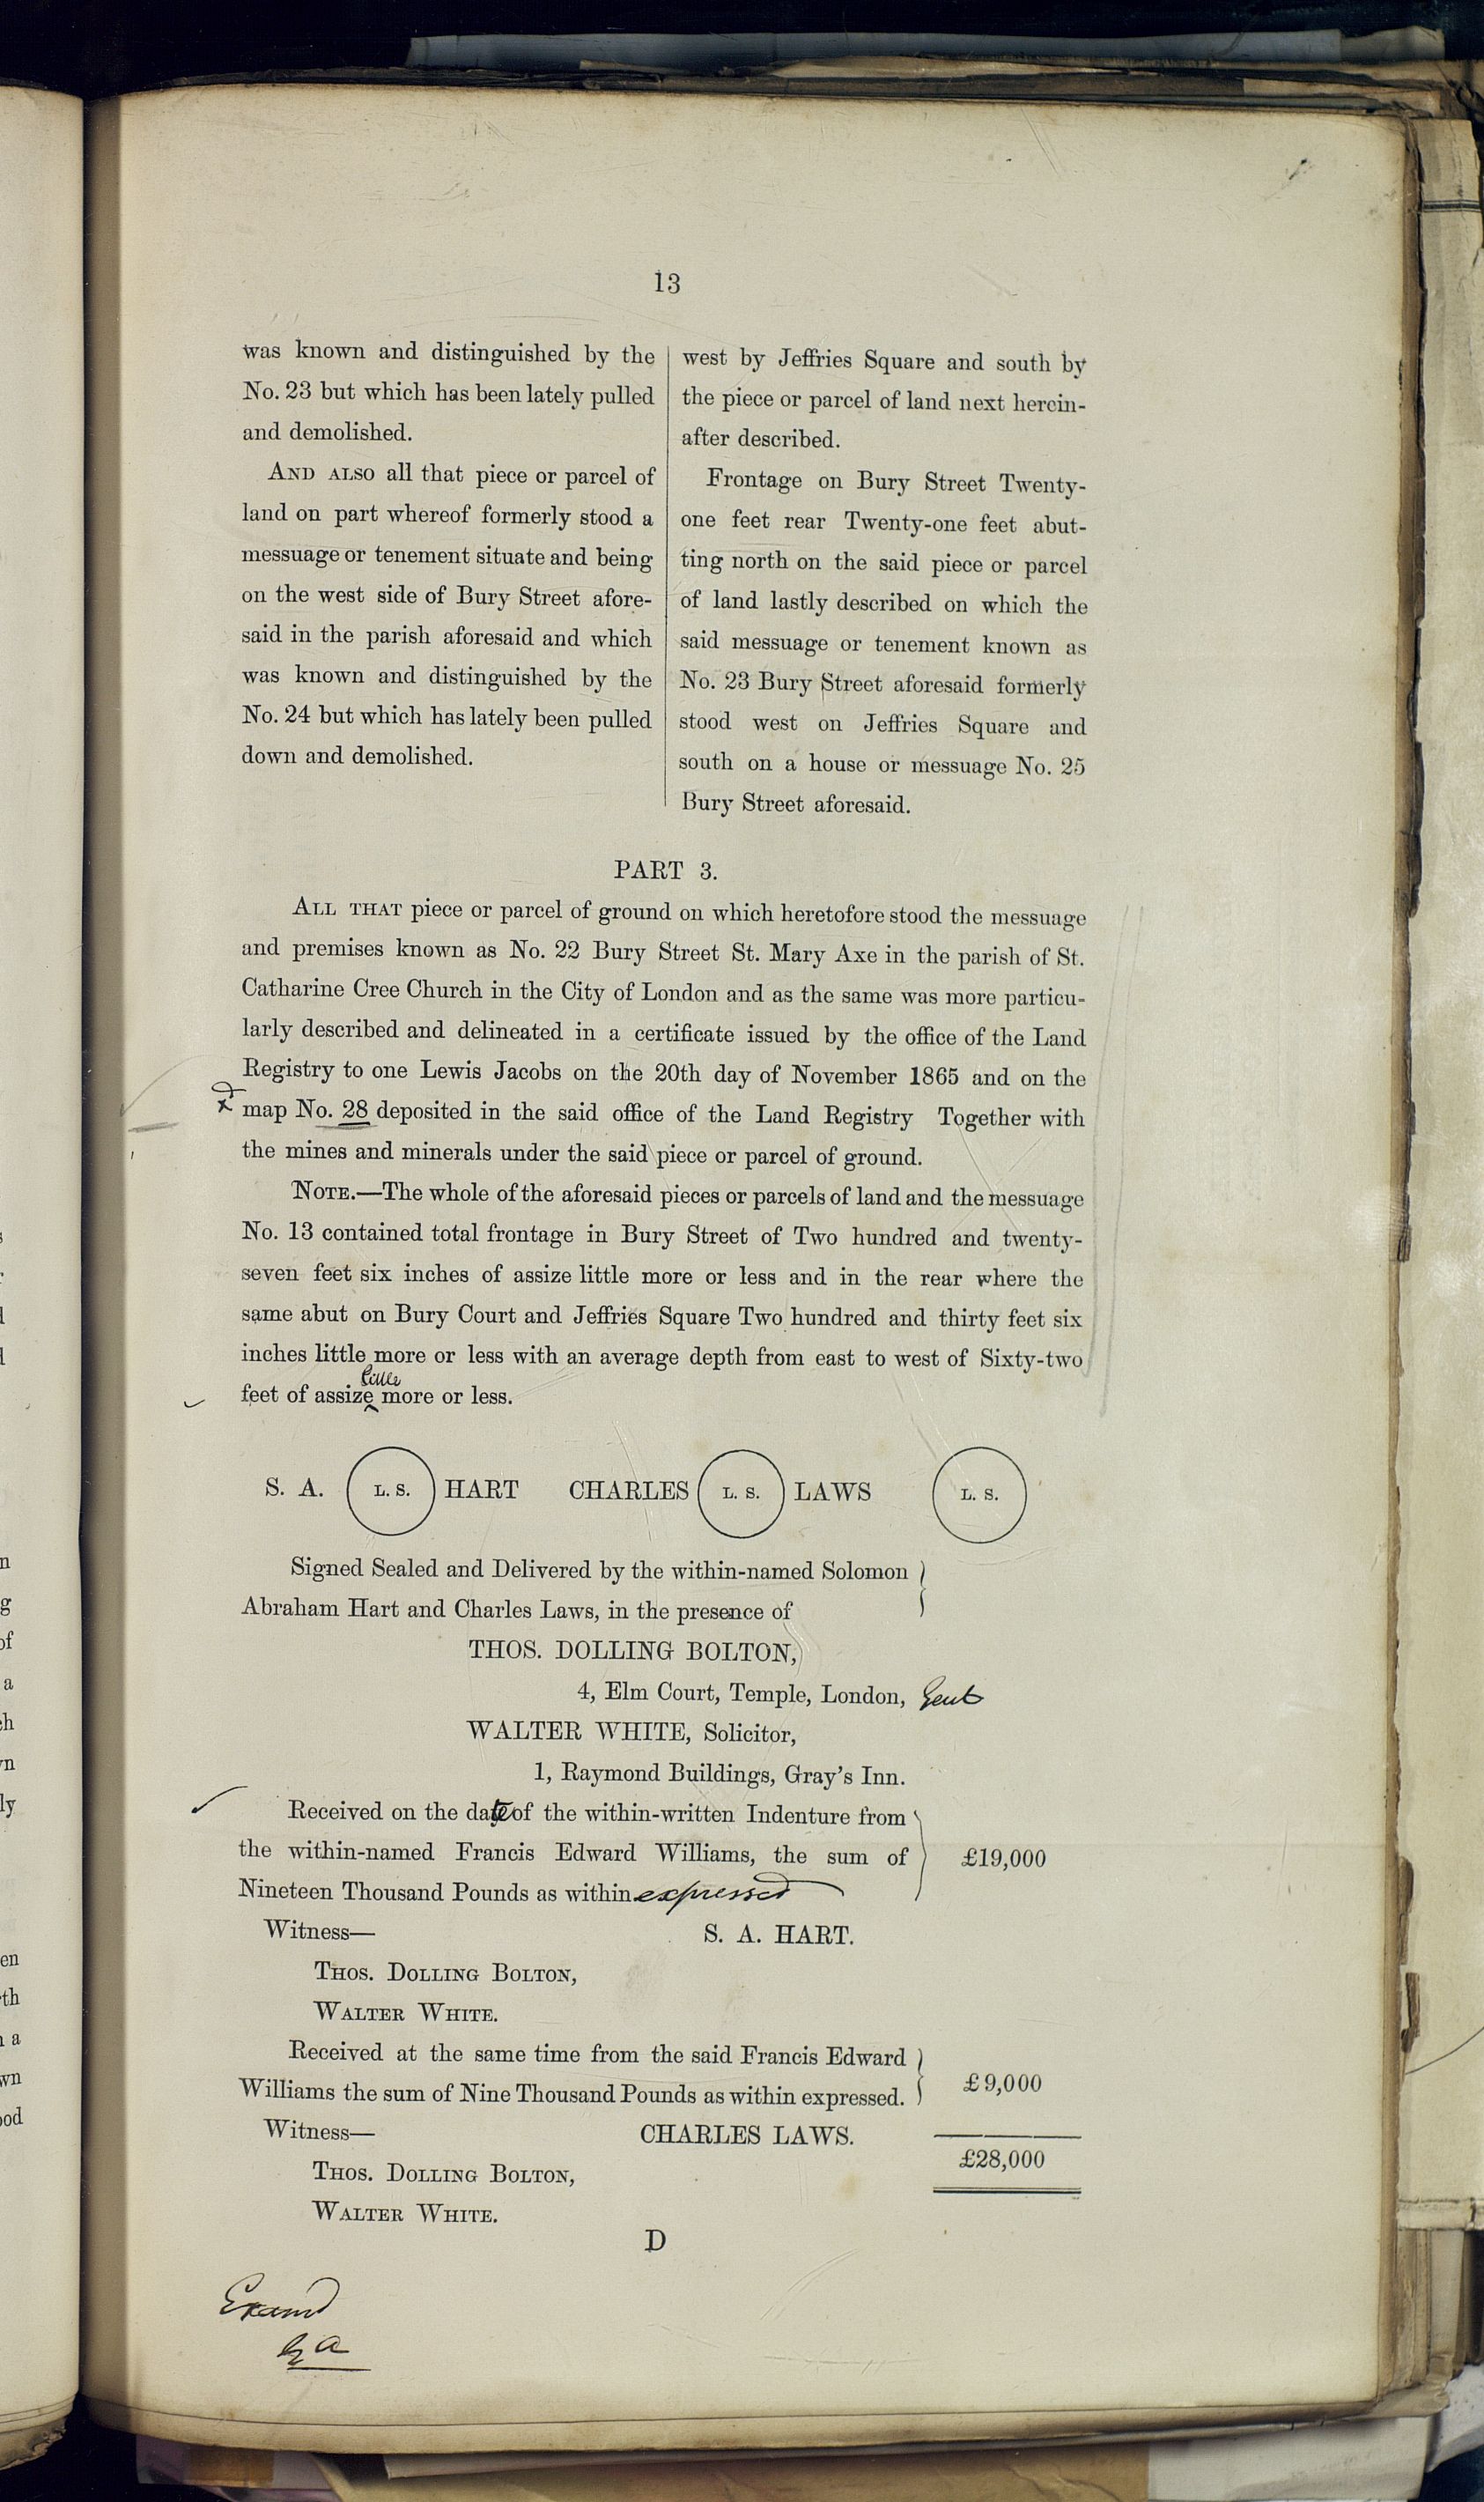 13
was known and distinguished by the
No. 23 but which has been lately pulled
and demolished.
AND ALSO all that piece or parcel of
land on part whereof formerly stood a
messuage or tenement situate and being
on the west side of Bury Street afore-
said in the parish aforesaid and which
was known and distinguished by the
No. 24 but which has lately been pulled
down and demolished.
west by Jeffries Square and south by
the piece or parcel of land next herein-
after described.
Frontage on Bury Street Twenty-
one feet rear Twenty-one feet abut-
ting north on the said piece or parcel
of land lastly described on which the
said messuage or tenement known as
No. 23 Bury Street aforesaid formerly
stood west on Jeffries Square and
south on a house or messuage No. 25
Bury Street aforesaid.
PART 3.
ALL THAT piece or parcel of ground on which heretofore stood the messuage
and premises known as No. 22 Bury Street St. Mary Axe in the parish of St.
Catharine Cree Church in the City of London and as the same was more particu-
larly described and delineated in a certificate issued by the office of the Land
Registry to one Lewis Jacobs on the 20th day of November 1865 and on the
map No. 28 deposited in the said office of the Land Registry Together with
the mines and minerals under the said piece or parcel of ground.
NOTE.—The whole of the aforesaid pieces or parcels of land and the messuage
No. 13 contained total frontage in Bury Street of Two hundred and twenty-
seven feet six inches of assize little more or less and in the rear where the
same abut on Bury Court and Jeffries Square Two hundred and thirty feet six
inches little more or less with an average depth from east to west of Sixty-two
feet of assize little more or less.
S. A. L. S. HART CHARLES L. S. LAWS L. S.
Signed Sealed and Delivered by the within-named Solomon
Abraham Hart and Charles Laws, in the presence of
THOS. DOLLING BOLTON,
4, Elm Court, Temple, London, Gent
WALTER WHITE, Solicitor,
1, Raymond Buildings, Gray's Inn.
Received on the date of the within-written Indenture from
the within-named Francis Edward Williams, the sum of £19,000
Nineteen Thousand Pounds as within expressed
Witness— S. A. HART.
THOS. DOLLING BOLTON,
WALTER WHITE.
Received at the same time from the said Francis Edward
Williams the sum of Nine Thousand Pounds as within expressed. £9,000
Witness— CHARLES LAWS.
£28,000
THOS. DOLLING BOLTON,
WALTER WHITE.
D
Examd